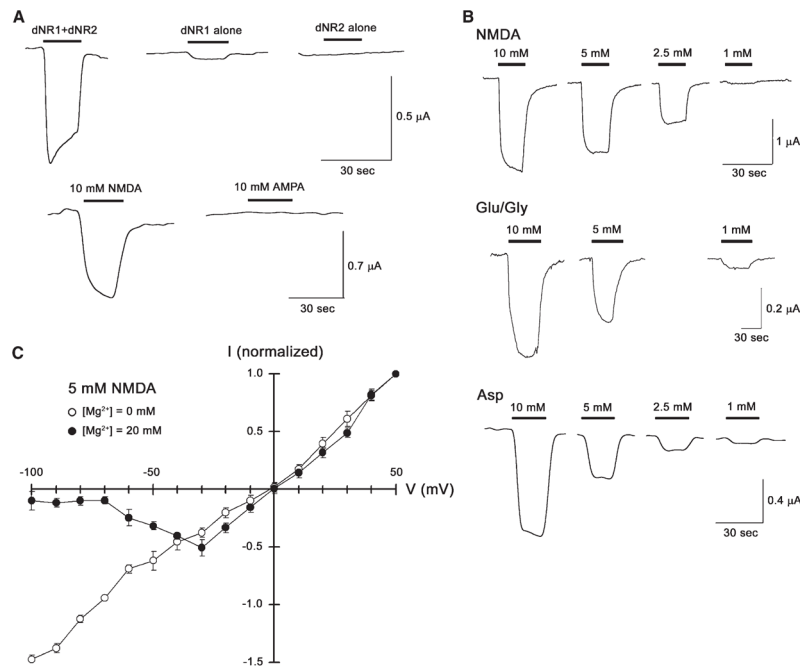 A
dNR1+dNR2 dNR1 alone dNR2 alone
0.5 μA
30 sec
10 mM NMDA 10 mM AMPA
0.7 μA
30 sec
B
NMDA
10 mM 5 mM 2.5 mM 1 mM
1 μA
30 sec
Glu/Gly
10 mM 5 mM 1 mM
0.2 μA
30 sec
Asp
10 mM 5 mM 2.5 mM 1 mM
0.4 μA
30 sec
C
I (normalized)
5 mM NMDA
[Mg²⁺] = 0 mM
[Mg²⁺] = 20 mM
1.0
0.5
-100 -50 50
V (mV)
-0.5
-1.0
-1.5